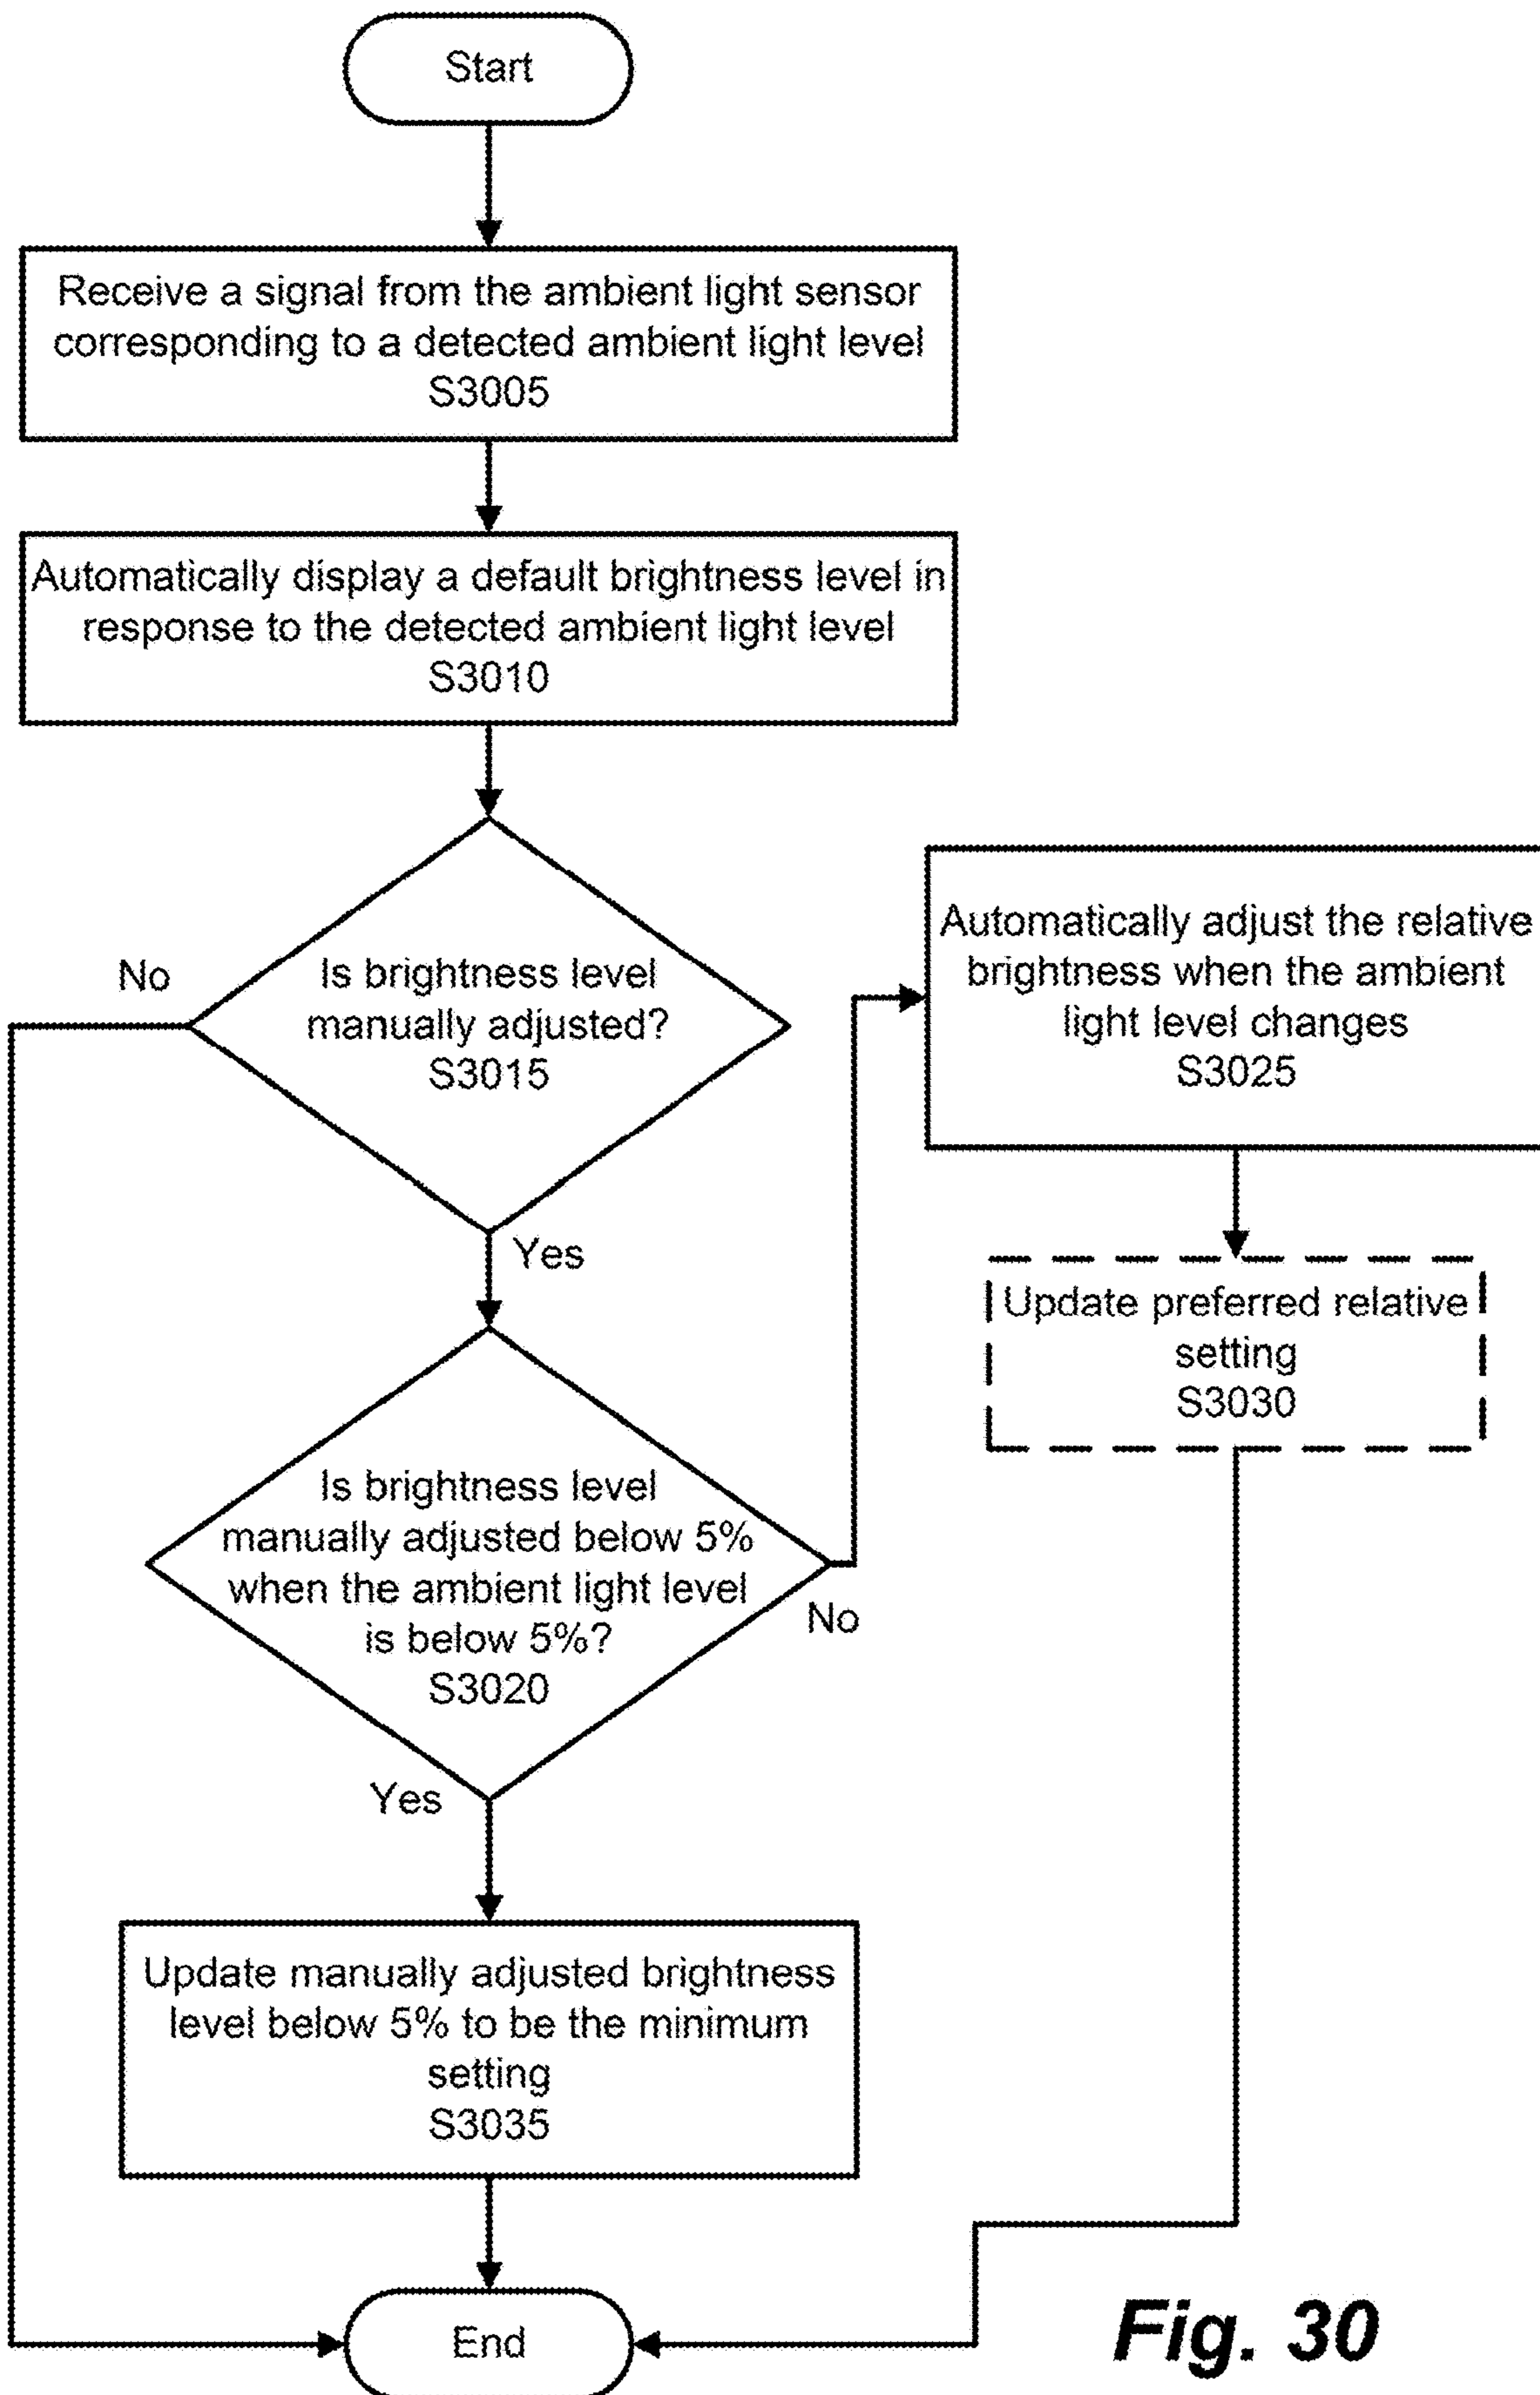 Start
Receive a signal from the ambient light sensor
corresponding to a detected ambient light level
S3005
Automatically display a default brightness level in
response to the detected ambient light level
S3010
No
Is brightness level
manually adjusted?
S3015
Yes
Automatically adjust the relative
brightness when the ambient
light level changes
S3025
Update preferred relative
setting
S3030
Is brightness level
manually adjusted below 5%
when the ambient light level
is below 5%?
S3020
No
Yes
Update manually adjusted brightness
level below 5% to be the minimum
setting
S3035
End
Fig. 30